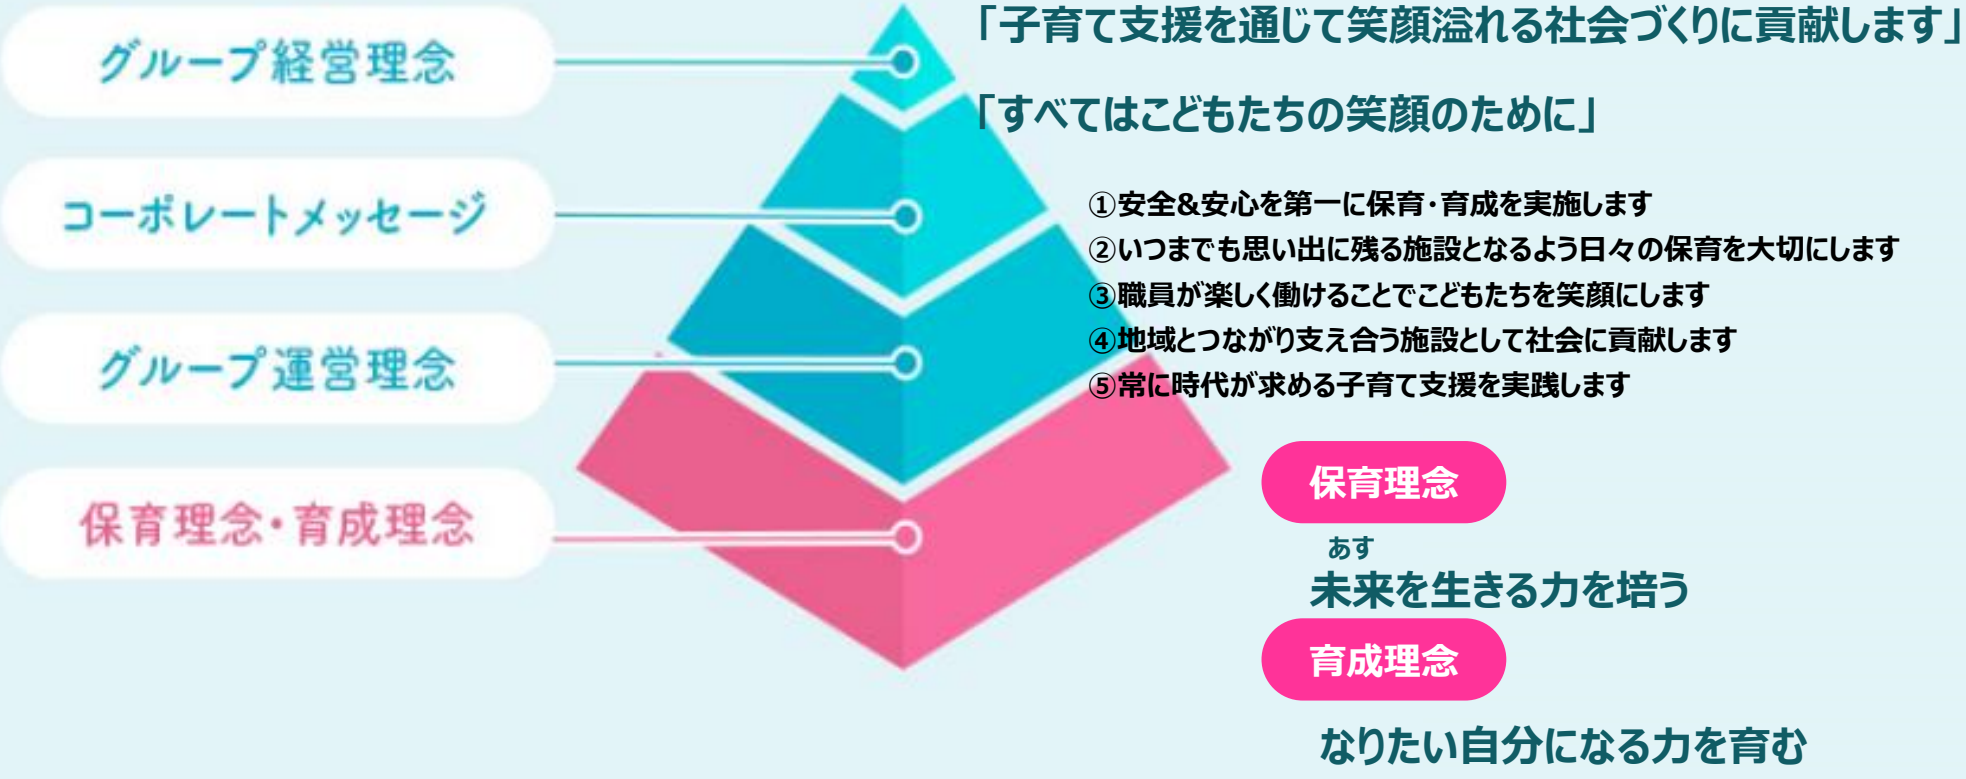 グループ経営理念
「子育て支援を通じて笑顔溢れる社会づくりに貢献します」
コーポレートメッセージ
「すべてはこどもたちの笑顔のために」
グループ運営理念
①安全&安心を第一に保育・育成を実施します
②いつまでも思い出に残る施設となるよう日々の保育を大切にします
③職員が楽しく働けることでこどもたちを笑顔にします
④地域とつながり支え合う施設として社会に貢献します
⑤常に時代が求める子育て支援を実践します
保育理念・育成理念
保育理念
あす
未来を生きる力を培う
育成理念
なりたい自分になる力を育む